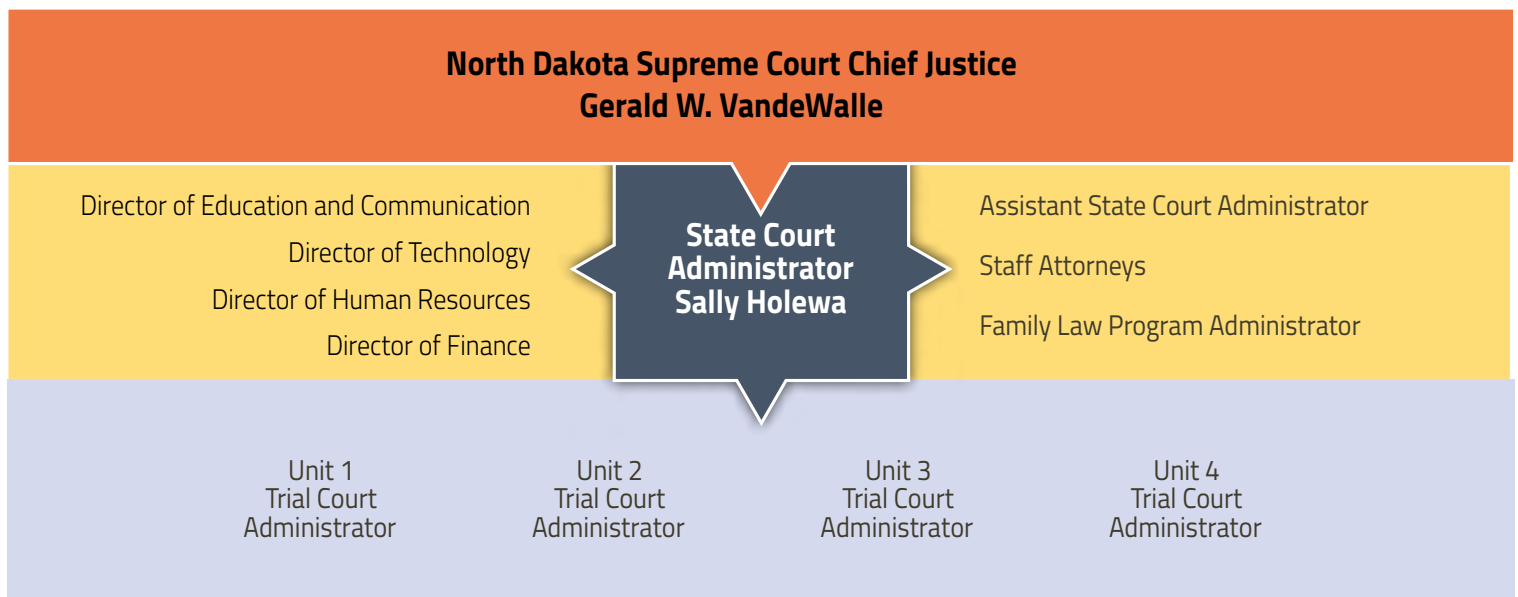 North Dakota Supreme Court Chief Justice
Gerald W. VandeWalle
Director of Education and Communication
Director of Technology
Director of Human Resources
Director of Finance
State Court
Administrator
Sally Holewa
Assistant State Court Administrator
Staff Attorneys
Family Law Program Administrator
Unit 1
Trial Court
Administrator
Unit 2
Trial Court
Administrator
Unit 3
Trial Court
Administrator
Unit 4
Trial Court
Administrator